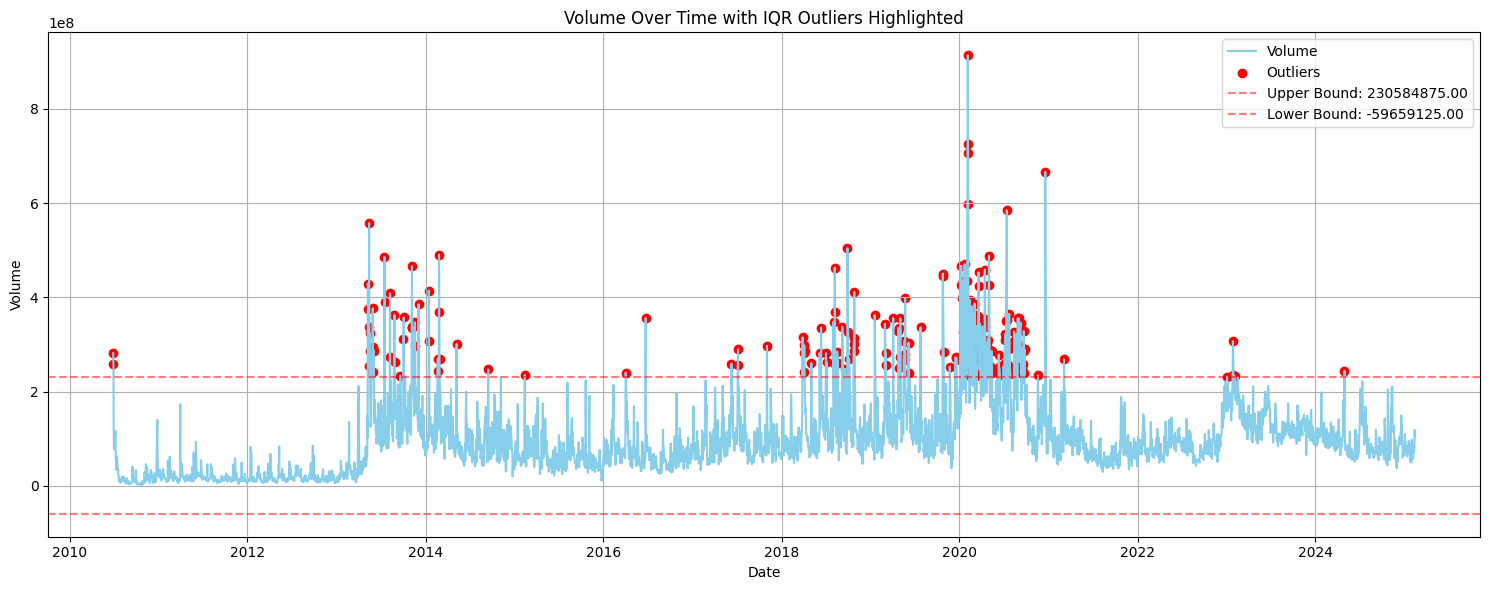 Volume Over Time with IQR Outliers Highlighted
1e8
Volume
Outliers
Upper Bound: 230584875.00
Lower Bound: -59659125.00
Volume
8
6
4
2
0
2010 2012 2014 2016 2018 2020 2022 2024
Date